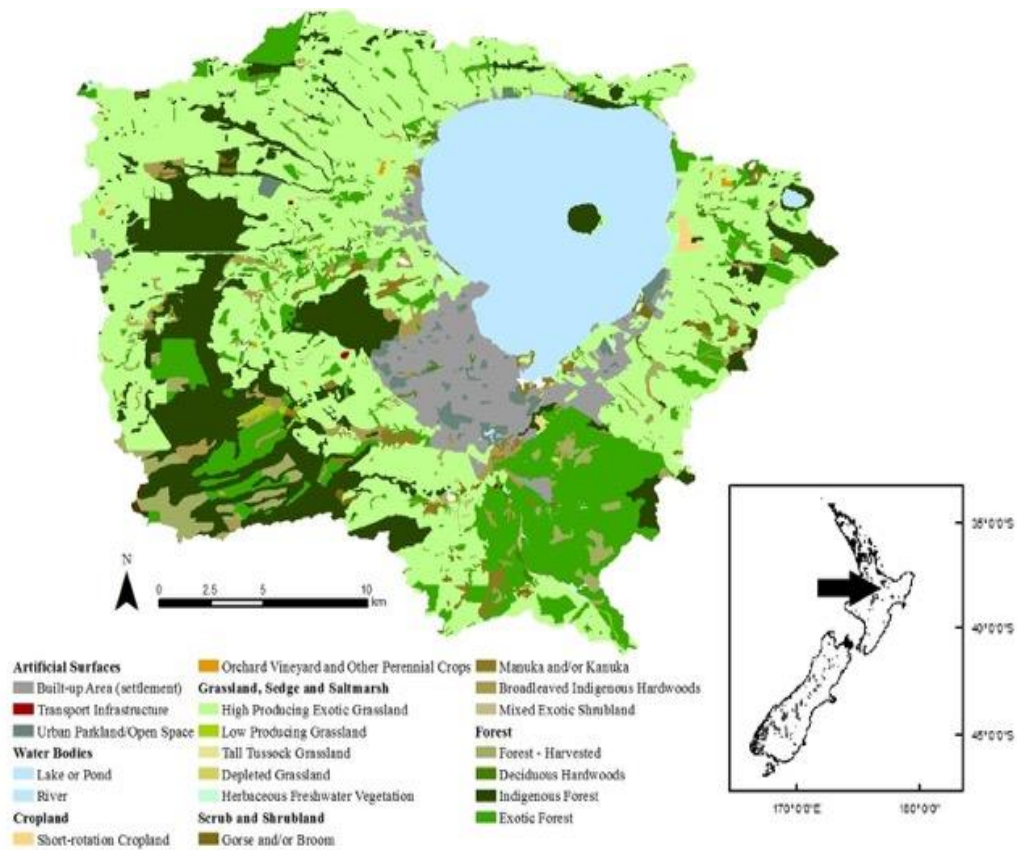 N
0 2.5 5 10
km
35°0'0"S
40°0'0"S
45°0'0"S
170°0'0"
180°0'0"
Artificial Surfaces
Built-up Area (settlement)
Transport Infrastructure
Urban Parkland/Open Space
Water Bodies
Lake or Pond
River
Cropland
Short-rotation Cropland
Orchard Vineyard and Other Perennial Crops
Grassland, Sedge and Saltmarsh
High Producing Exotic Grassland
Low Producing Grassland
Tall Tussock Grassland
Depleted Grassland
Herbaceous Freshwater Vegetation
Scrub and Shrubland
Gorse and/or Broom
Manuka and/or Kanuka
Broadleaved Indigenous Hardwoods
Mixed Exotic Shrubland
Forest
Forest - Harvested
Deciduous Hardwoods
Indigenous Forest
Exotic Forest